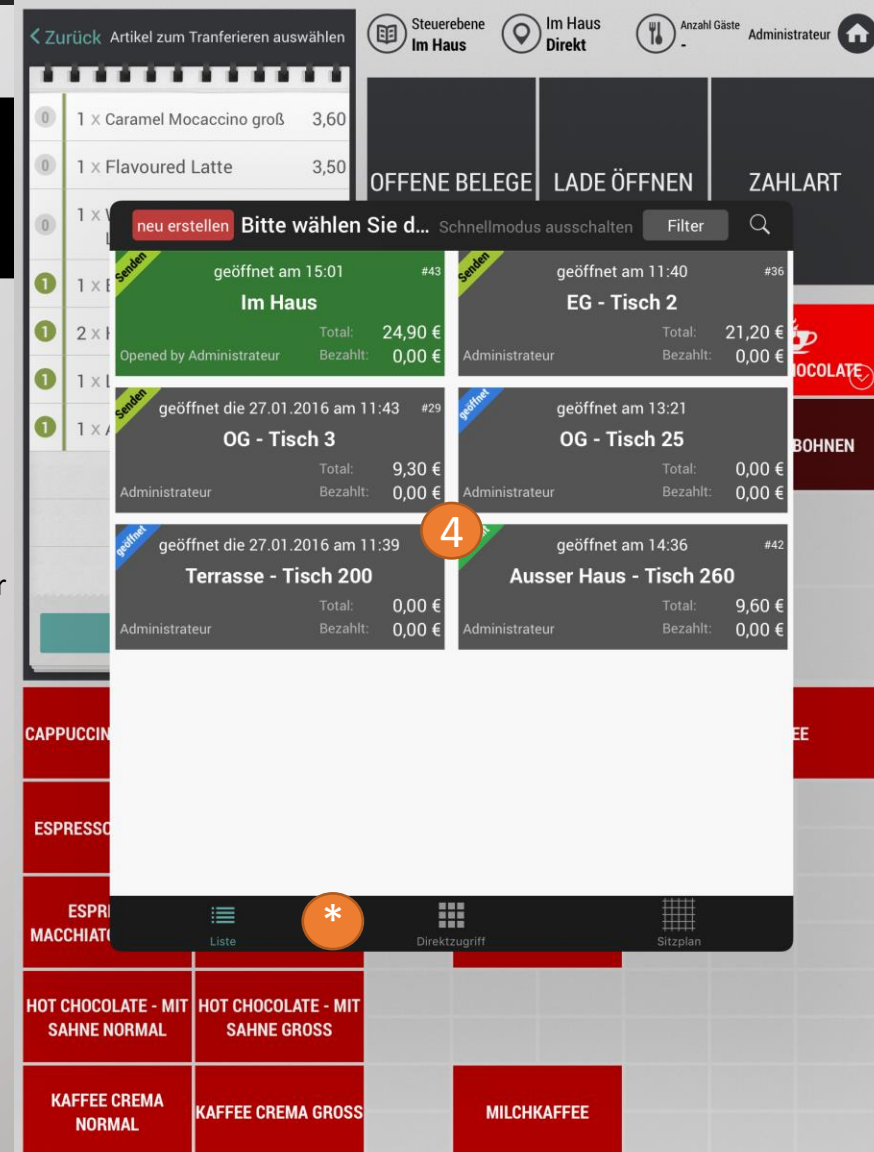 < Zurück Artikel zum Tranferieren auswählen
Steuerebene
Im Haus
Im Haus
Direkt
Anzahl Gäste
-
Administrateur
0 1 x Caramel Mocaccino groß 3,60
0 1 x Flavoured Latte 3,50
0 1 x
1 1 x
1 2 x
1 1 x
1 1 x
OFFENE BELEGE
LADE ÖFFNEN
ZAHLART
neu erstellen Bitte wählen Sie d... Schnellmodus ausschalten Filter
Senden
geöffnet am 15:01 #43
Im Haus
Total: 24,90 €
Opened by Administrateur Bezahlt: 0,00 €
Senden
geöffnet am 11:40 #36
EG - Tisch 2
Total: 21,20 €
Administrateur Bezahlt: 0,00 €
Senden
geöffnet die 27.01.2016 am 11:43 #29
OG - Tisch 3
Total: 9,30 €
Administrateur Bezahlt: 0,00 €
geöffnet
geöffnet am 13:21
OG - Tisch 25
Total: 0,00 €
Administrateur Bezahlt: 0,00 €
geöffnet
geöffnet die 27.01.2016 am 11:39
Terrasse - Tisch 200
Total: 0,00 €
Administrateur Bezahlt: 0,00 €
4
geöffnet am 14:36 #42
Ausser Haus - Tisch 260
Total: 9,60 €
Administrateur Bezahlt: 0,00 €
Liste
*
Direktzugriff
Sitzplan
OCOLATE
BOHNEN
r
CAPPUCCIN
EE
ESPRESSO
ESPR
MACCHIATO
HOT CHOCOLATE - MIT
SAHNE NORMAL
HOT CHOCOLATE - MIT
SAHNE GROSS
KAFFEE CREMA
NORMAL
KAFFEE CREMA GROSS
MILCHKAFFEE